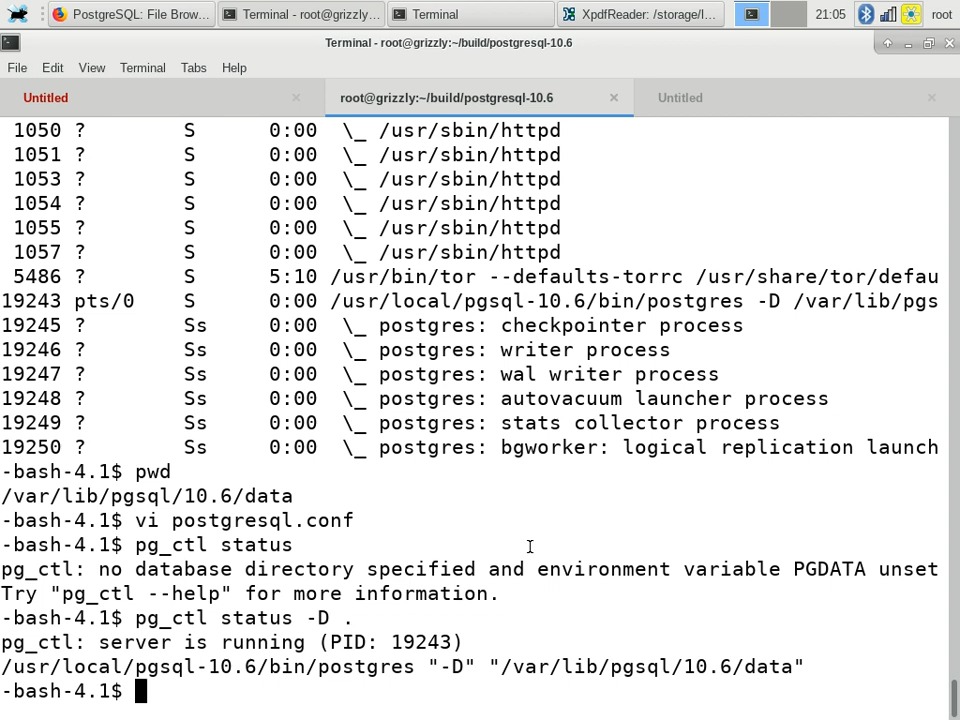 PostgreSQL: File Brow...
Terminal - root@grizzly:...
Terminal
XpdfReader: /storage/l...
21:05
root
Terminal - root@grizzly:~/build/postgresql-10.6
File Edit View Terminal Tabs Help
Untitled
root@grizzly:~/build/postgresql-10.6
Untitled
1050 ? S 0:00 \_ /usr/sbin/httpd
1051 ? S 0:00 \_ /usr/sbin/httpd
1053 ? S 0:00 \_ /usr/sbin/httpd
1054 ? S 0:00 \_ /usr/sbin/httpd
1055 ? S 0:00 \_ /usr/sbin/httpd
1057 ? S 0:00 \_ /usr/sbin/httpd
5486 ? S 5:10 /usr/bin/tor --defaults-torrc /usr/share/tor/defau
19243 pts/0 S 0:00 /usr/local/pgsql-10.6/bin/postgres -D /var/lib/pgs
19245 ? Ss 0:00 \_ postgres: checkpointer process
19246 ? Ss 0:00 \_ postgres: writer process
19247 ? Ss 0:00 \_ postgres: wal writer process
19248 ? Ss 0:00 \_ postgres: autovacuum launcher process
19249 ? Ss 0:00 \_ postgres: stats collector process
19250 ? Ss 0:00 \_ postgres: bgworker: logical replication launch
-bash-4.1$ pwd
/var/lib/pgsql/10.6/data
-bash-4.1$ vi postgresql.conf
-bash-4.1$ pg_ctl status
pg_ctl: no database directory specified and environment variable PGDATA unset
Try "pg_ctl --help" for more information.
-bash-4.1$ pg_ctl status -D .
pg_ctl: server is running (PID: 19243)
/usr/local/pgsql-10.6/bin/postgres "-D" "/var/lib/pgsql/10.6/data"
-bash-4.1$